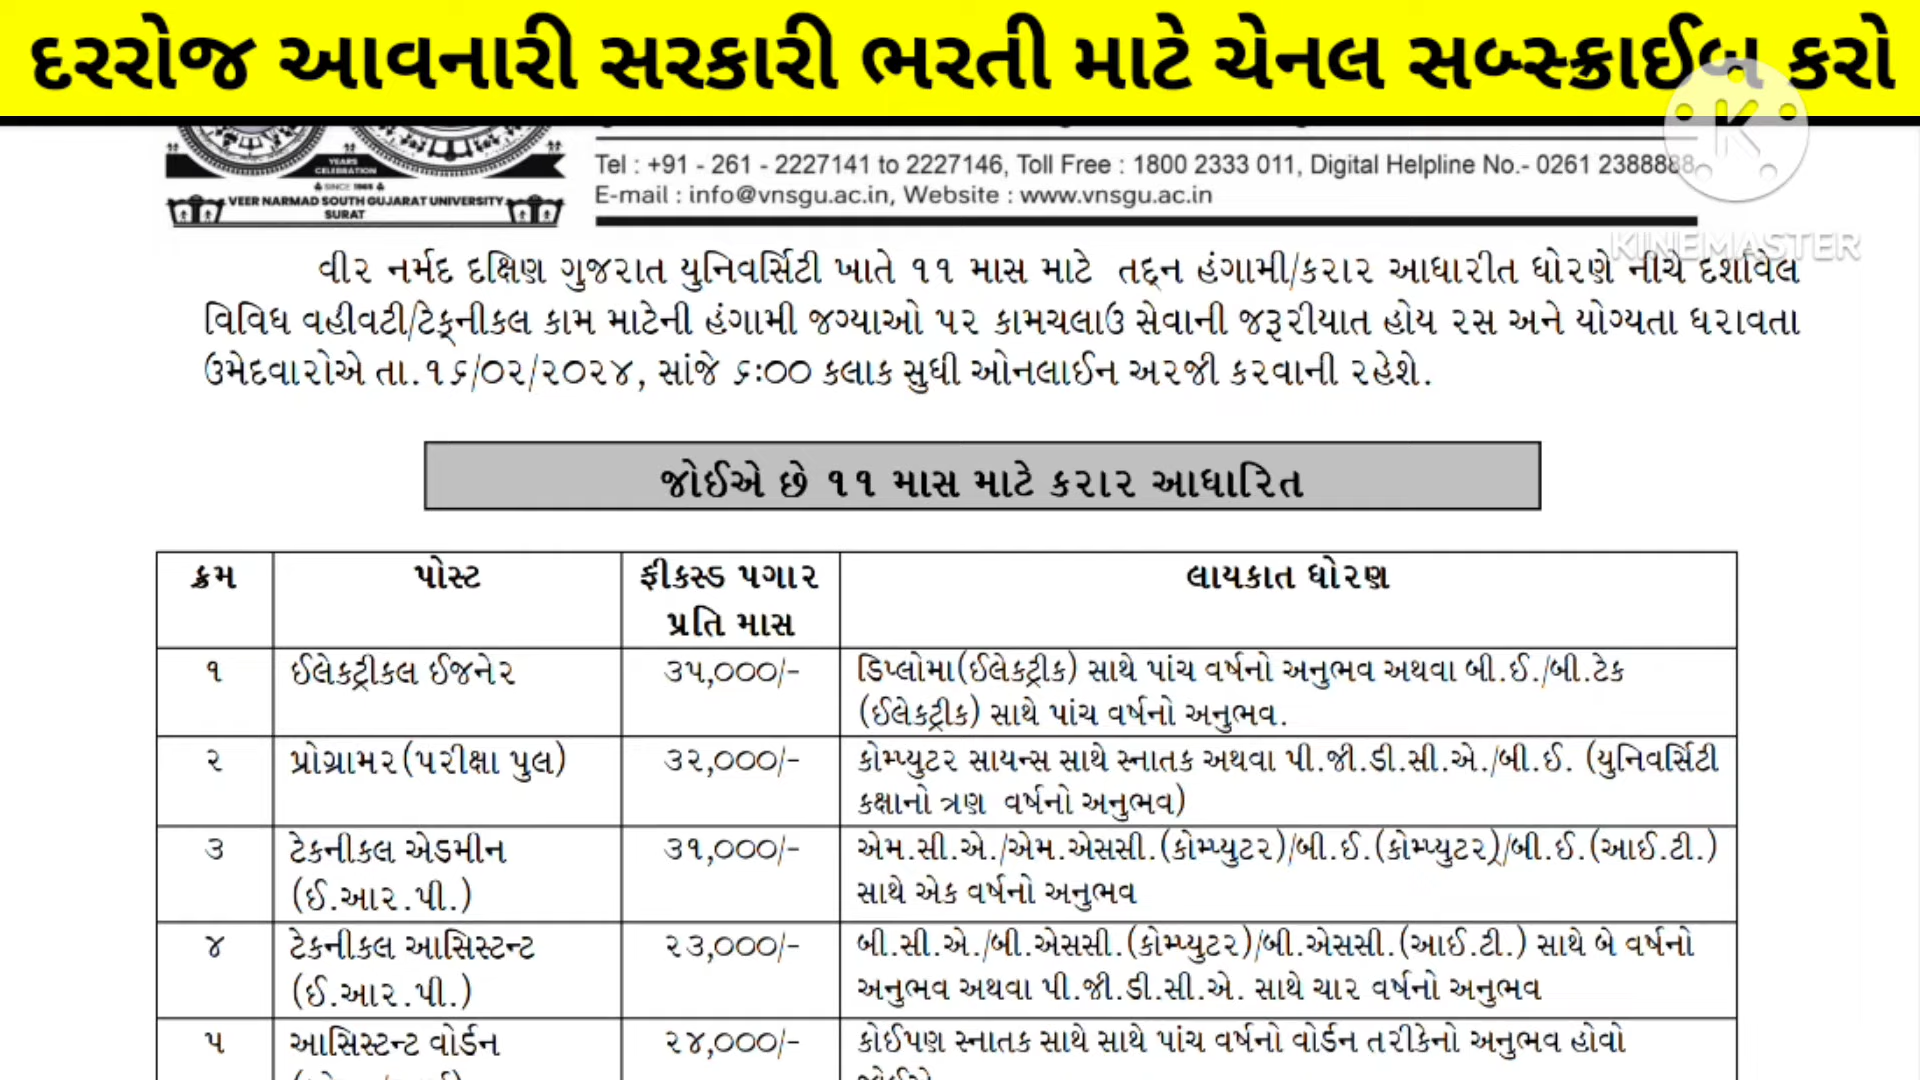 દરરોજ આવનારી સરકારી ભરતી માટે ચેનલ સબ્સ્ક્રાઈબ કરો
YEARS
CELEBRATION
SINCE 1965
VEER NARMAD SOUTH GUJARAT UNIVERSITY
SURAT
Tel : +91 - 261 - 2227141 to 2227146, Toll Free : 1800 2333 011, Digital Helpline No.- 0261 2388888
E-mail : info@vnsgu.ac.in, Website : www.vnsgu.ac.in
K
KINEMASTER
વીર નર્મદ દક્ષિણ ગુજરાત યુનિવર્સિટી ખાતે ૧૧ માસ માટે તદ્દન હંગામી/કરાર આધારીત ધોરણે નીચે દર્શાવેલ
વિવિધ વહીવટી/ટેક્નીકલ કામ માટેની હંગામી જગ્યાઓ પર કામચલાઉ સેવાની જરૂરીયાત હોય રસ અને યોગ્યતા ધરાવતા
ઉમેદવારોએ તા.૧૬/૦૨/૨૦૨૪, સાંજે ૬:૦૦ કલાક સુધી ઓનલાઈન અરજી કરવાની રહેશે.
જોઈએ છે ૧૧ માસ માટે કરાર આધારિત
ક્રમ પોસ્ટ ફીકસ્ડ પગાર લાયકાત ધોરણ
પ્રતિ માસ
૧ ઈલેકટ્રીકલ ઈજનેર ૩૫,૦૦૦/- ડિપ્લોમા(ઈલેકટ્રીક) સાથે પાંચ વર્ષનો અનુભવ અથવા બી.ઈ./બી.ટેક
(ઈલેકટ્રીક) સાથે પાંચ વર્ષનો અનુભવ.
૨ પ્રોગ્રામર(પરીક્ષા પુલ) ૩૨,૦૦૦/- કોમ્પ્યુટર સાયન્સ સાથે સ્નાતક અથવા પી.જી.ડી.સી.એ./બી.ઈ. (યુનિવર્સિટી
કક્ષાનો ત્રણ વર્ષનો અનુભવ)
૩ ટેકનીકલ એડમીન ૩૧,૦૦૦/- એમ.સી.એ./એમ.એસસી.(કોમ્પ્યુટર)/બી.ઈ.(કોમ્પ્યુટર)/બી.ઈ.(આઈ.ટી.)
(ઈ.આર.પી.) સાથે એક વર્ષનો અનુભવ
૪ ટેકનીકલ આસિસ્ટન્ટ ૨૩,૦૦૦/- બી.સી.એ./બી.એસસી.(કોમ્પ્યુટર)/બી.એસસી.(આઈ.ટી.) સાથે બે વર્ષનો
(ઈ.આર.પી.) અનુભવ અથવા પી.જી.ડી.સી.એ. સાથે ચાર વર્ષનો અનુભવ
૫ આસિસ્ટન્ટ વોર્ડન ૨૪,૦૦૦/- કોઈપણ સ્નાતક સાથે સાથે પાંચ વર્ષનો વોર્ડન તરીકેનો અનુભવ હોવો